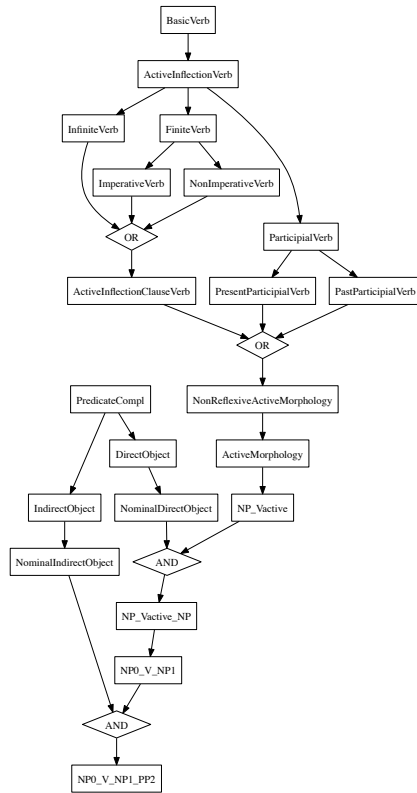 BasicVerb
ActiveInflectionVerb
InfiniteVerb
FiniteVerb
ImperativeVerb
NonImperativeVerb
OR
ParticipialVerb
ActiveInflectionClauseVerb
PresentParticipialVerb
PastParticipialVerb
OR
PredicateCompl
NonReflexiveActiveMorphology
DirectObject
ActiveMorphology
IndirectObject
NominalDirectObject
NP_Vactive
NominalIndirectObject
AND
NP_Vactive_NP
NP0_V_NP1
AND
NP0_V_NP1_PP2